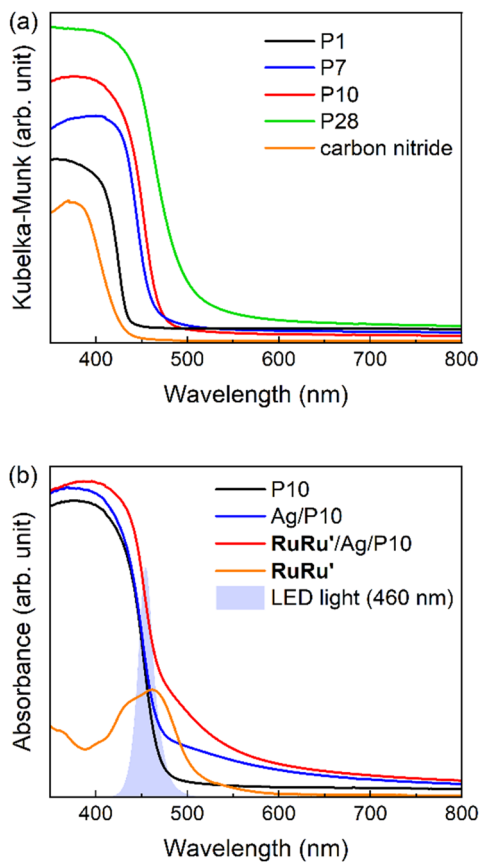 (a)
Kubelka-Munk (arb. unit)
P1
P7
P10
P28
carbon nitride
400 500 600 700 800
Wavelength (nm)
(b)
Absorbance (arb. unit)
P10
Ag/P10
RuRu'/Ag/P10
RuRu'
LED light (460 nm)
400 500 600 700 800
Wavelength (nm)